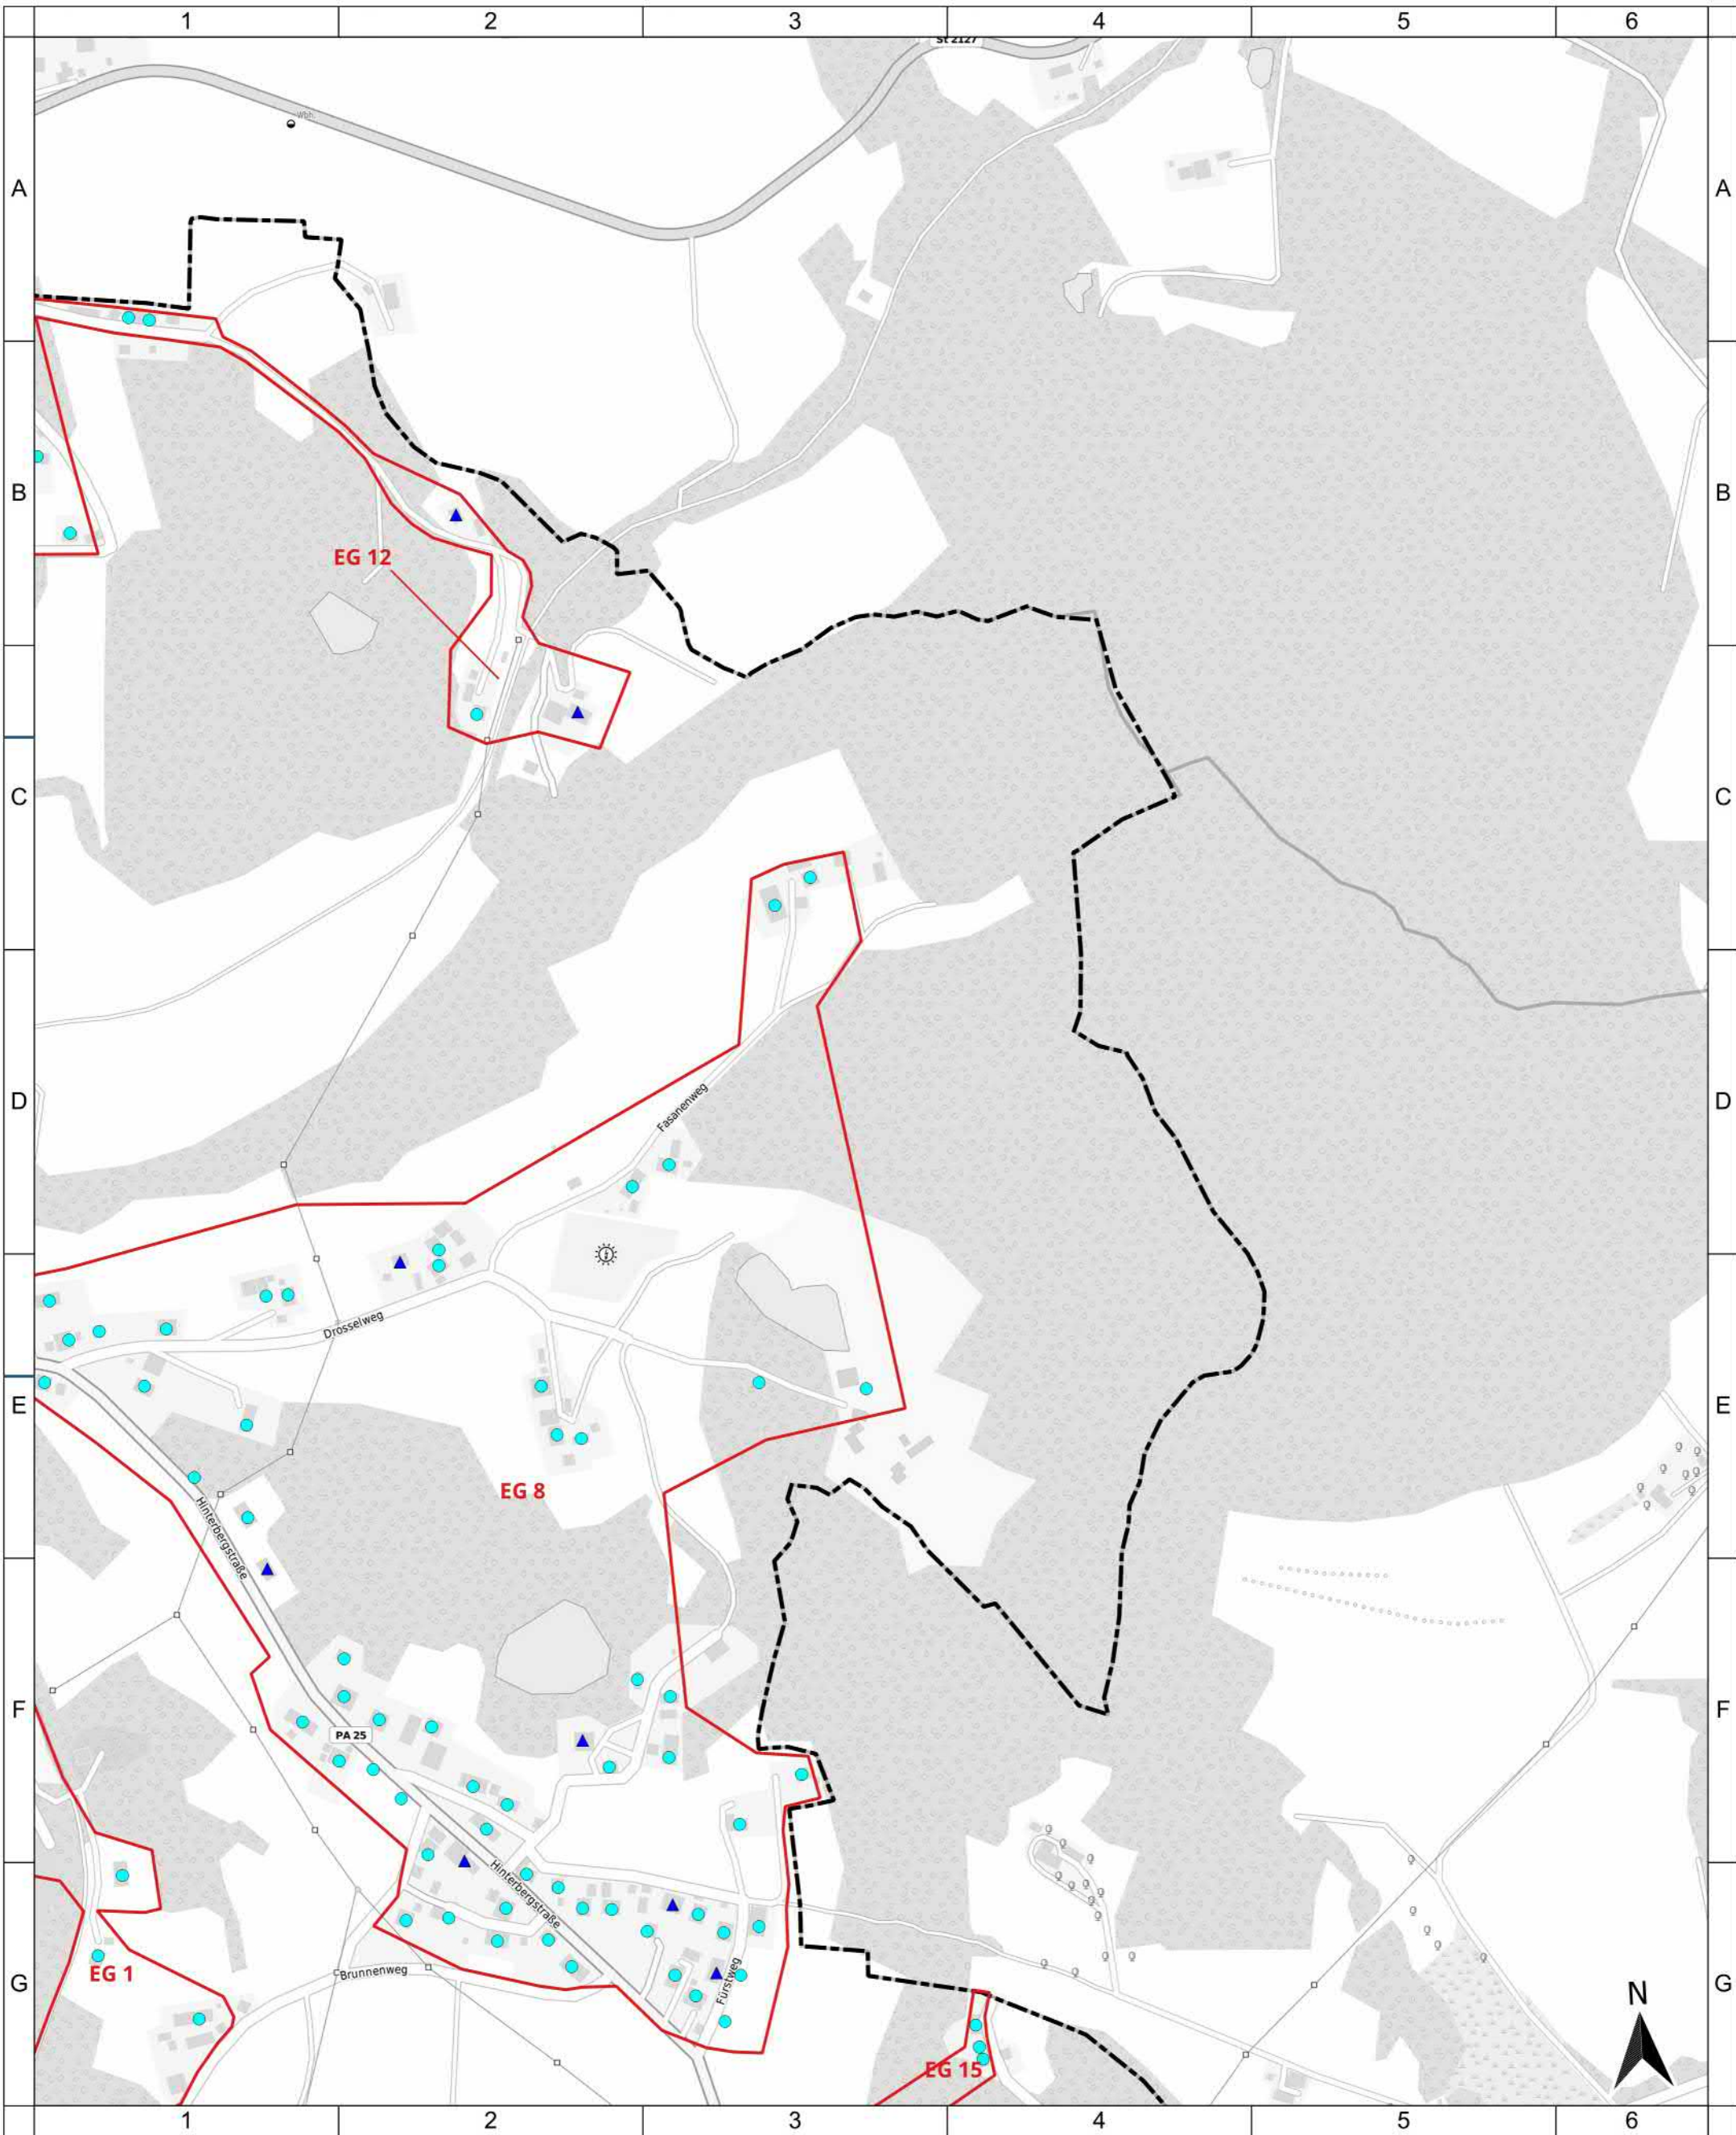 1 2 3 4 5 6
St 2127
Wbh.
A A
B B
EG 12
C C
D D
Fasanenweg
Drosselweg
E E
EG 8
Hinterbergstraße
F F
PA 25
Hinterbergstraße
Fürstweg
Brunnenweg
EG 1
G G
N
EG 15
1 2 3 4 5 6